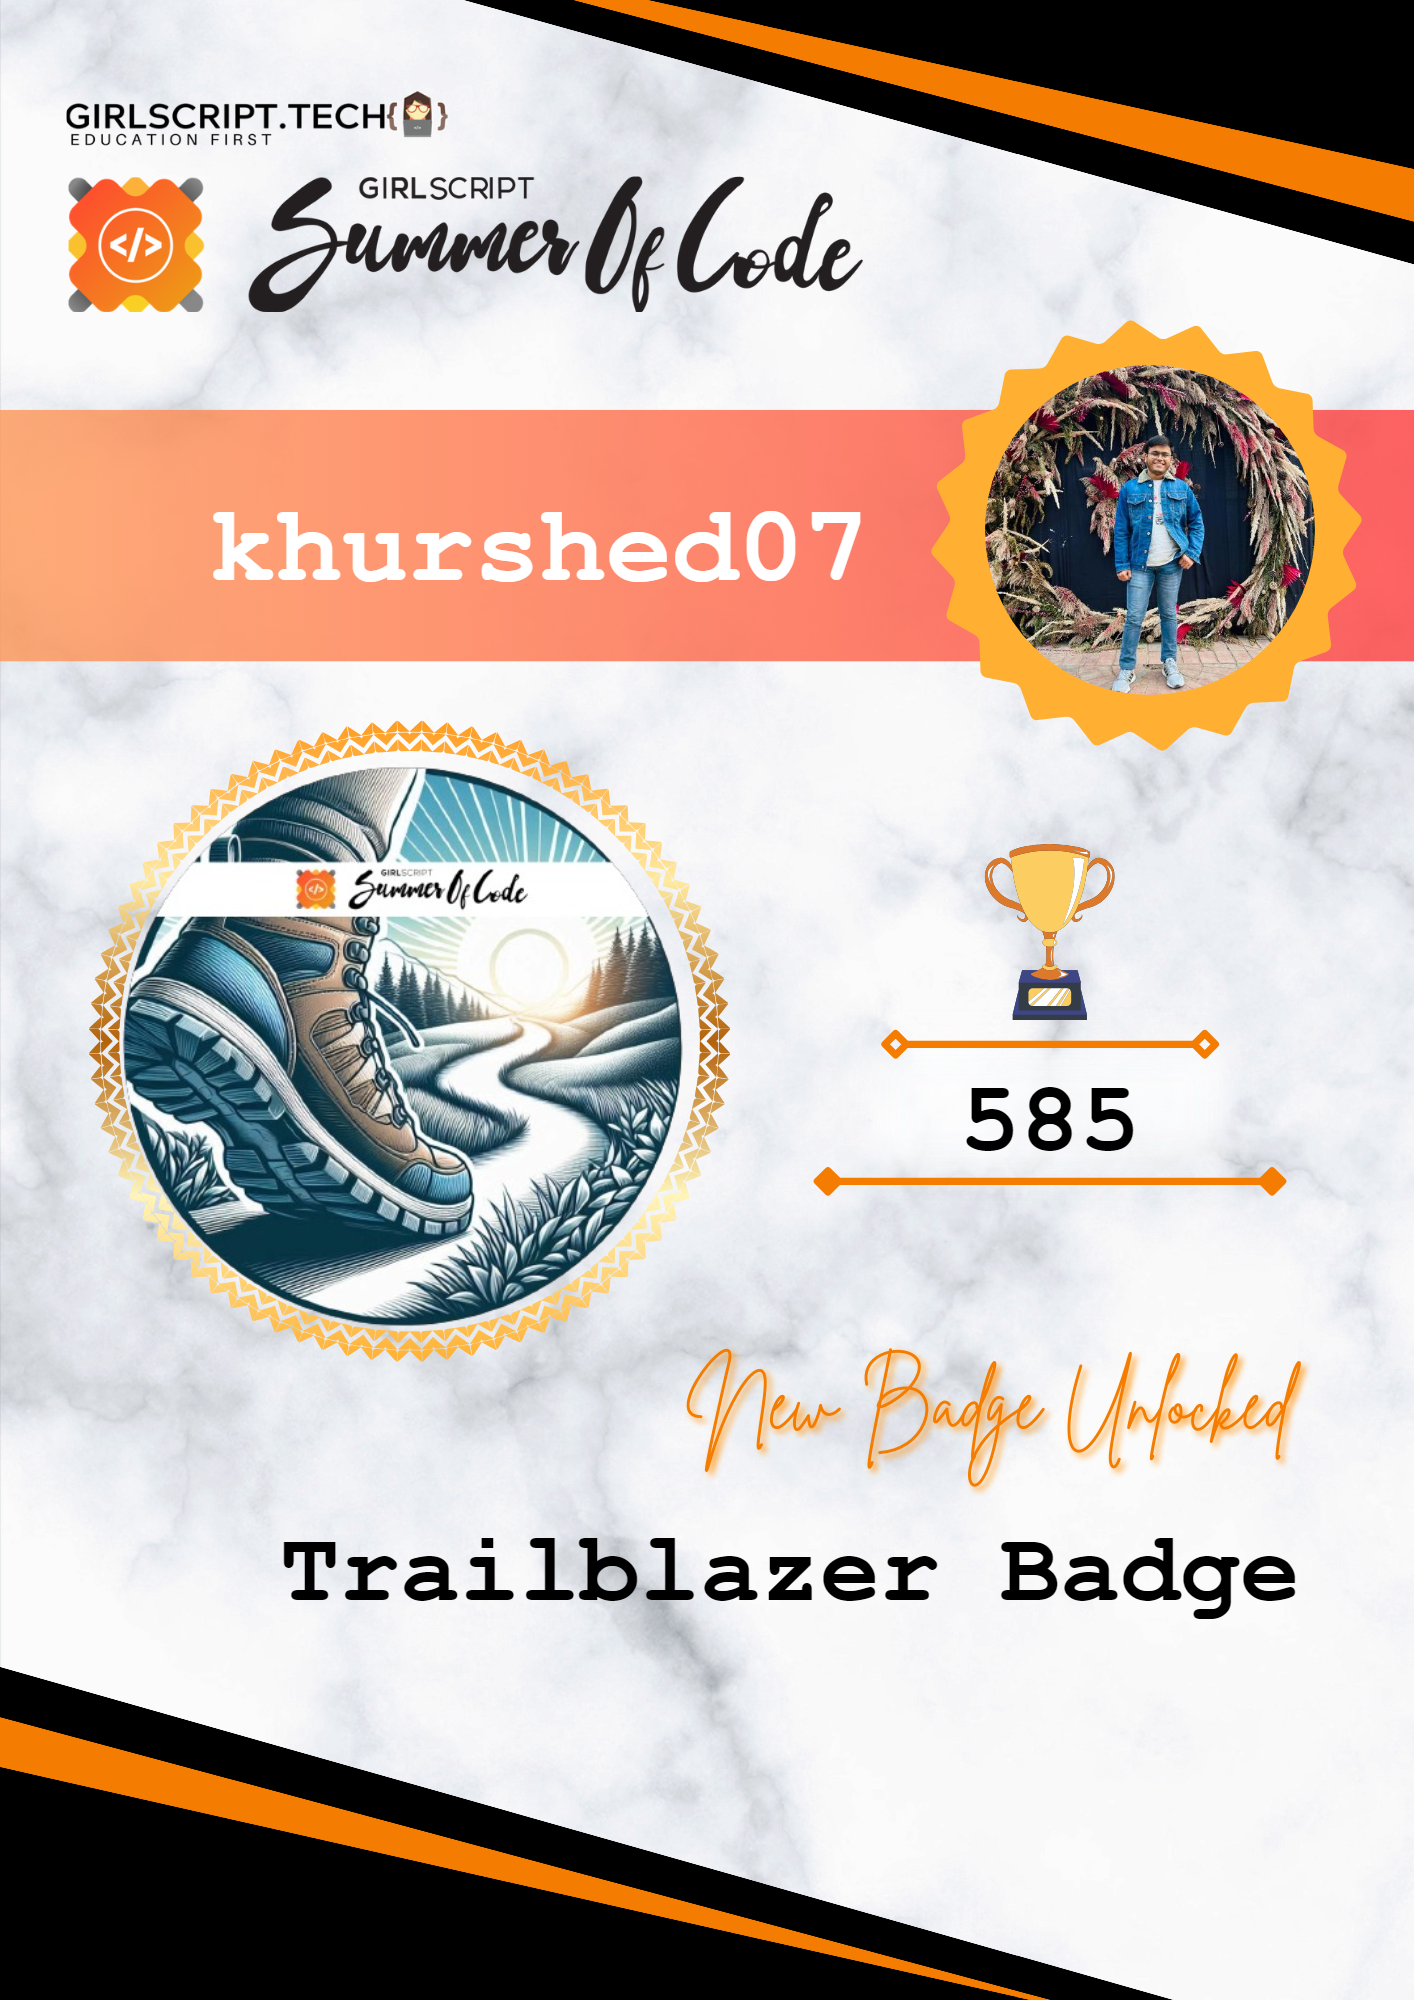 GIRLSCRIPT.TECH{ }
EDUCATION FIRST
GIRLSCRIPT
Summer Of Code
</>
khurshed07
GIRLSCRIPT
</> Summer Of Code
585
New Badge Unlocked
Trailblazer Badge